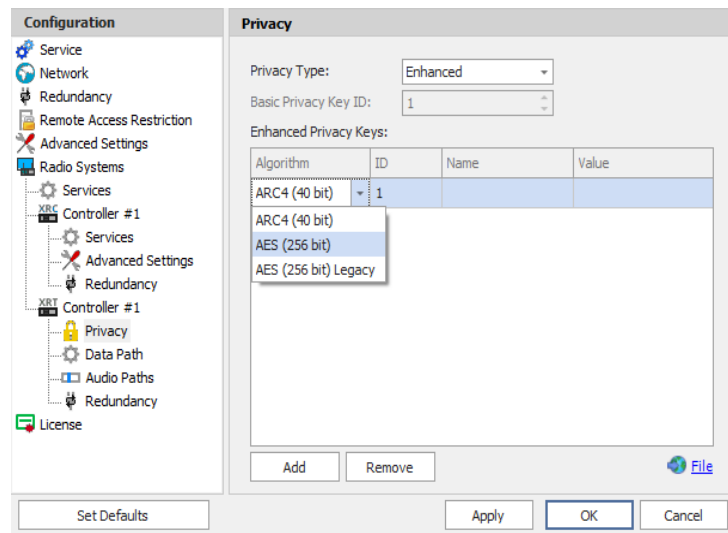 Configuration
Service
Network
Redundancy
Remote Access Restriction
Advanced Settings
Radio Systems
Services
XRC Controller #1
Services
Advanced Settings
Redundancy
XRT Controller #1
Privacy
Data Path
Audio Paths
Redundancy
License
Set Defaults
Privacy
Privacy Type: Enhanced
Basic Privacy Key ID: 1
Enhanced Privacy Keys:
Algorithm ID Name Value
ARC4 (40 bit) 1
ARC4 (40 bit)
AES (256 bit)
AES (256 bit) Legacy
Add Remove File
Apply OK Cancel